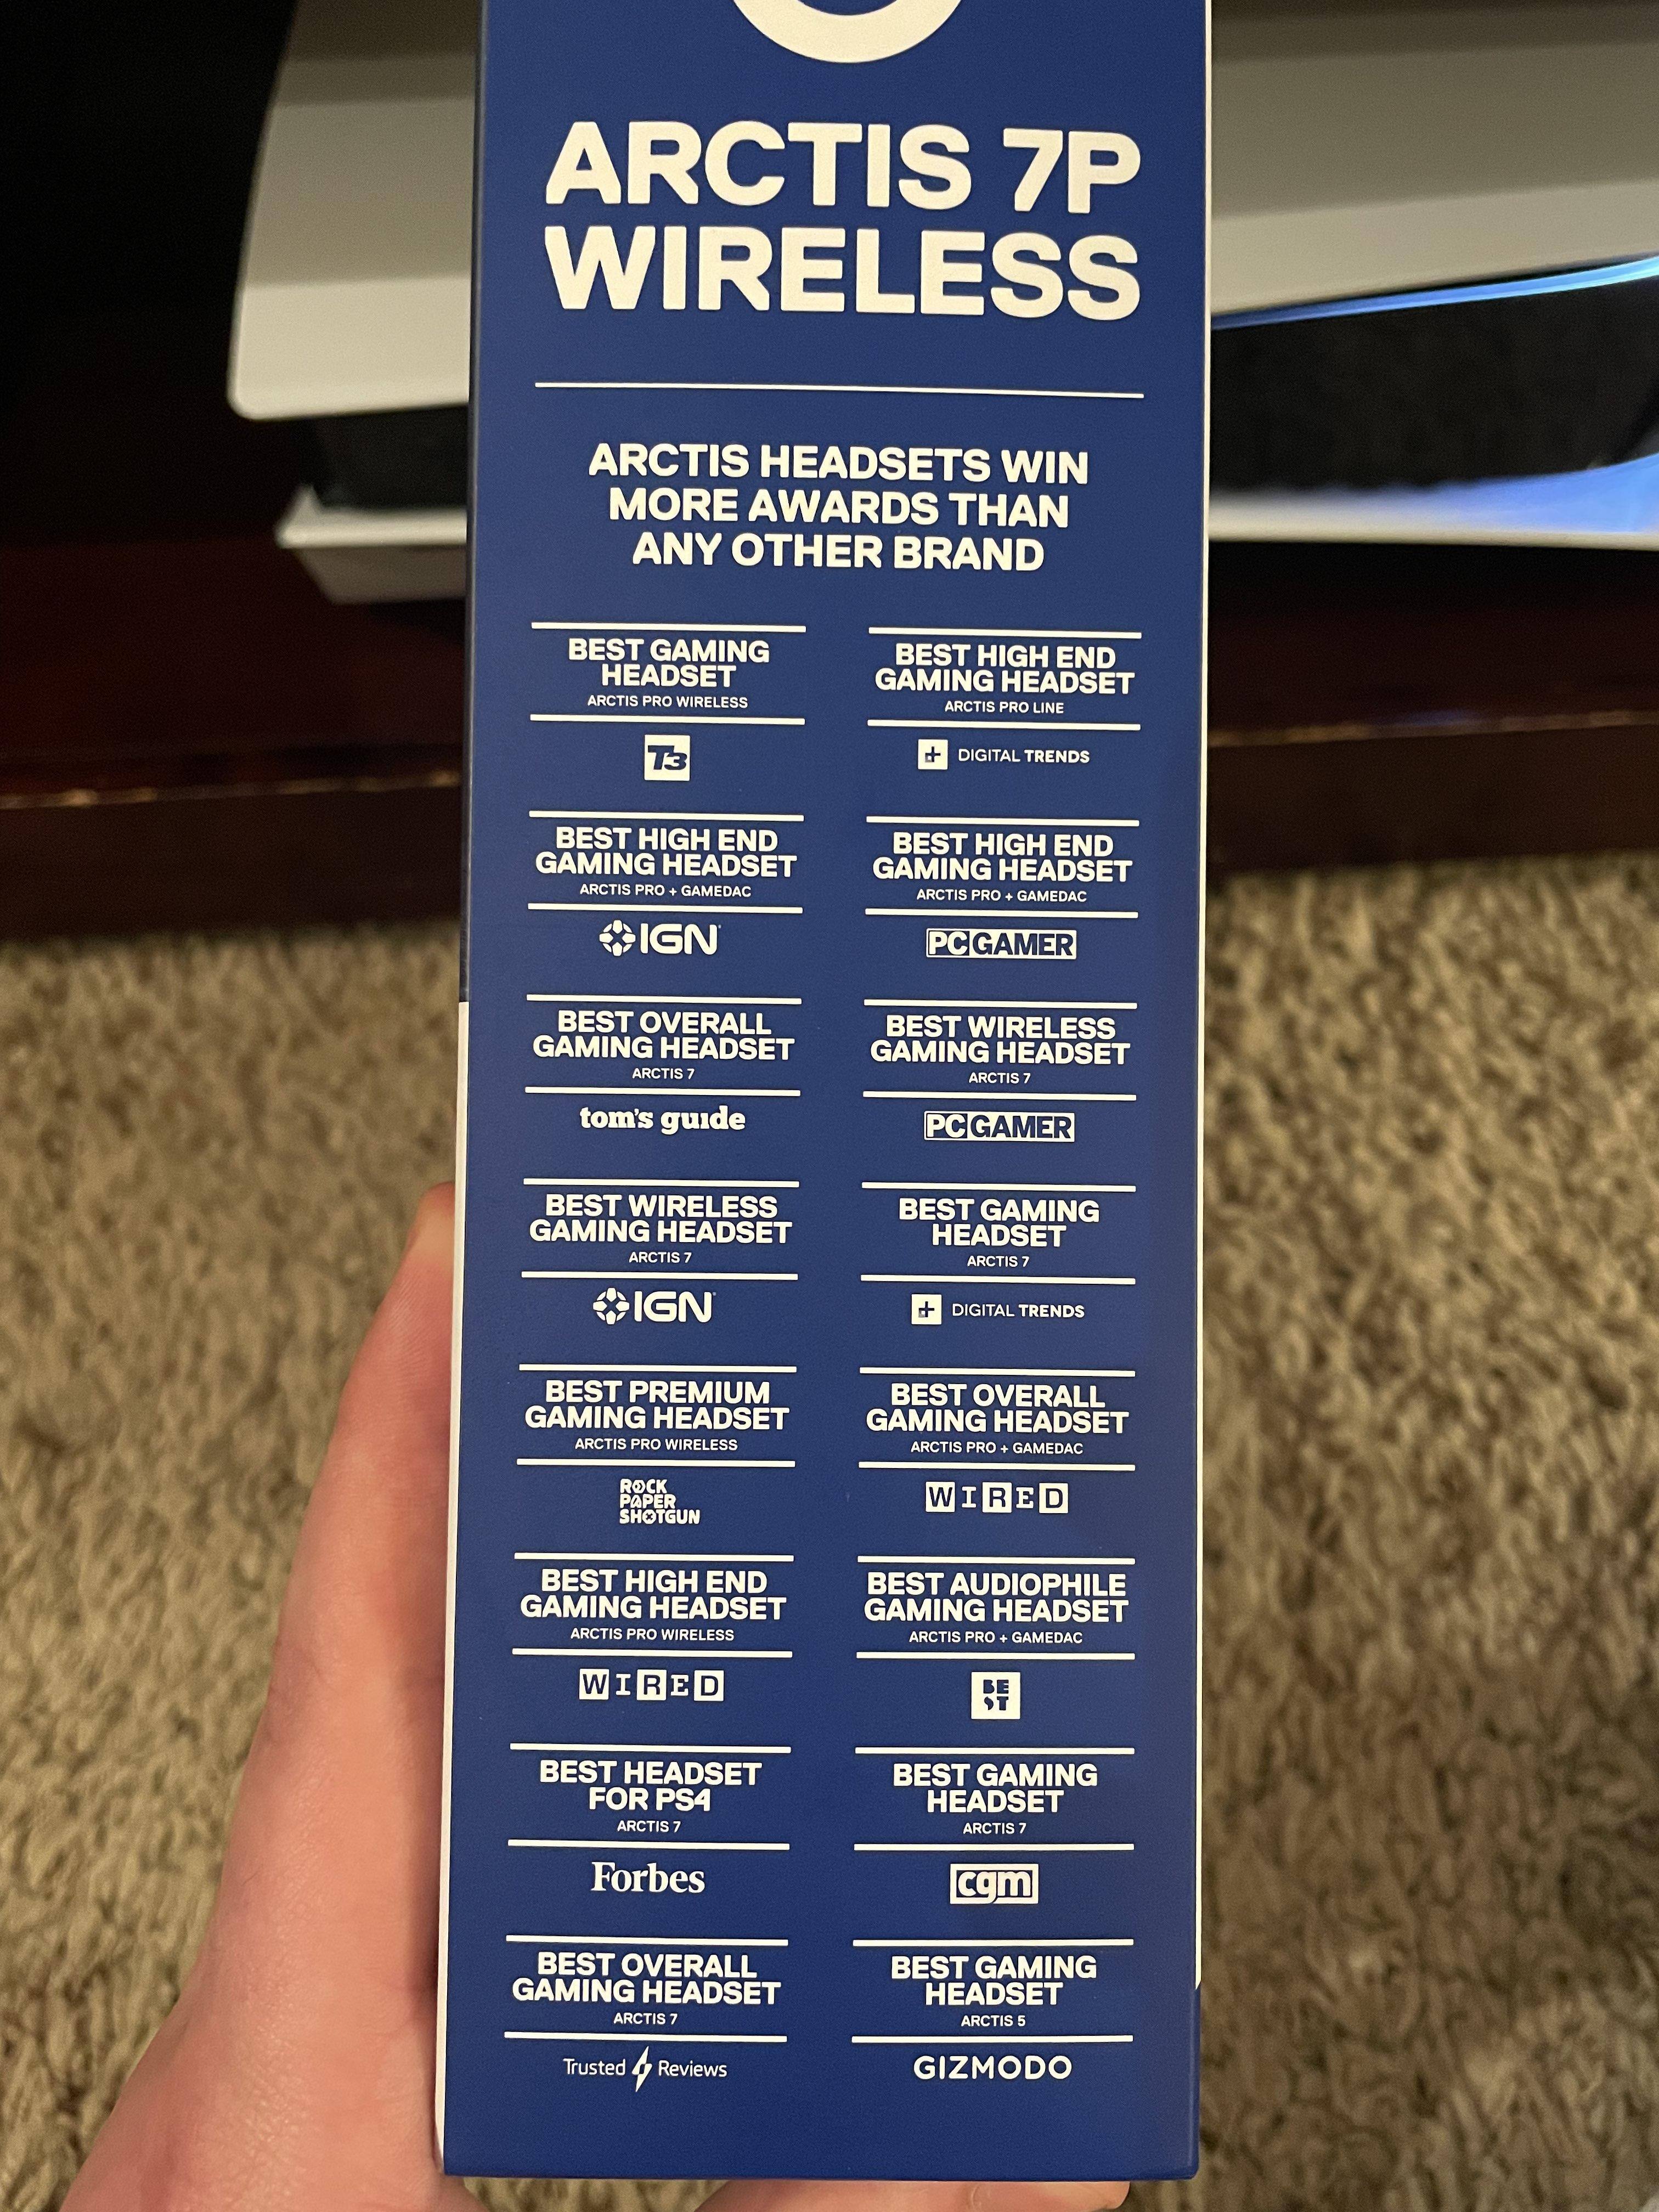 ARCTIS 7P
WIRELESS
ARCTIS HEADSETS WIN
MORE AWARDS THAN
ANY OTHER BRAND
BEST GAMING
HEADSET
ARCTIS PRO WIRELESS
T3
BEST HIGH END
GAMING HEADSET
ARCTIS PRO LINE
DIGITAL TRENDS
BEST HIGH END
GAMING HEADSET
ARCTIS PRO + GAMEDAC
IGN
BEST HIGH END
GAMING HEADSET
ARCTIS PRO + GAMEDAC
PC GAMER
BEST OVERALL
GAMING HEADSET
ARCTIS 7
tom's guide
BEST WIRELESS
GAMING HEADSET
ARCTIS 7
PC GAMER
BEST WIRELESS
GAMING HEADSET
ARCTIS 7
IGN
BEST GAMING
HEADSET
ARCTIS 7
DIGITAL TRENDS
BEST PREMIUM
GAMING HEADSET
ARCTIS PRO WIRELESS
ROCK
PAPER
SHOTGUN
BEST OVERALL
GAMING HEADSET
ARCTIS PRO + GAMEDAC
WIRED
BEST HIGH END
GAMING HEADSET
ARCTIS PRO WIRELESS
WIRED
BEST AUDIOPHILE
GAMING HEADSET
ARCTIS PRO + GAMEDAC
BE
ST
BEST HEADSET
FOR PS4
ARCTIS 7
Forbes
BEST GAMING
HEADSET
ARCTIS 7
cgm
BEST OVERALL
GAMING HEADSET
ARCTIS 7
Trusted Reviews
BEST GAMING
HEADSET
ARCTIS 5
GIZMODO